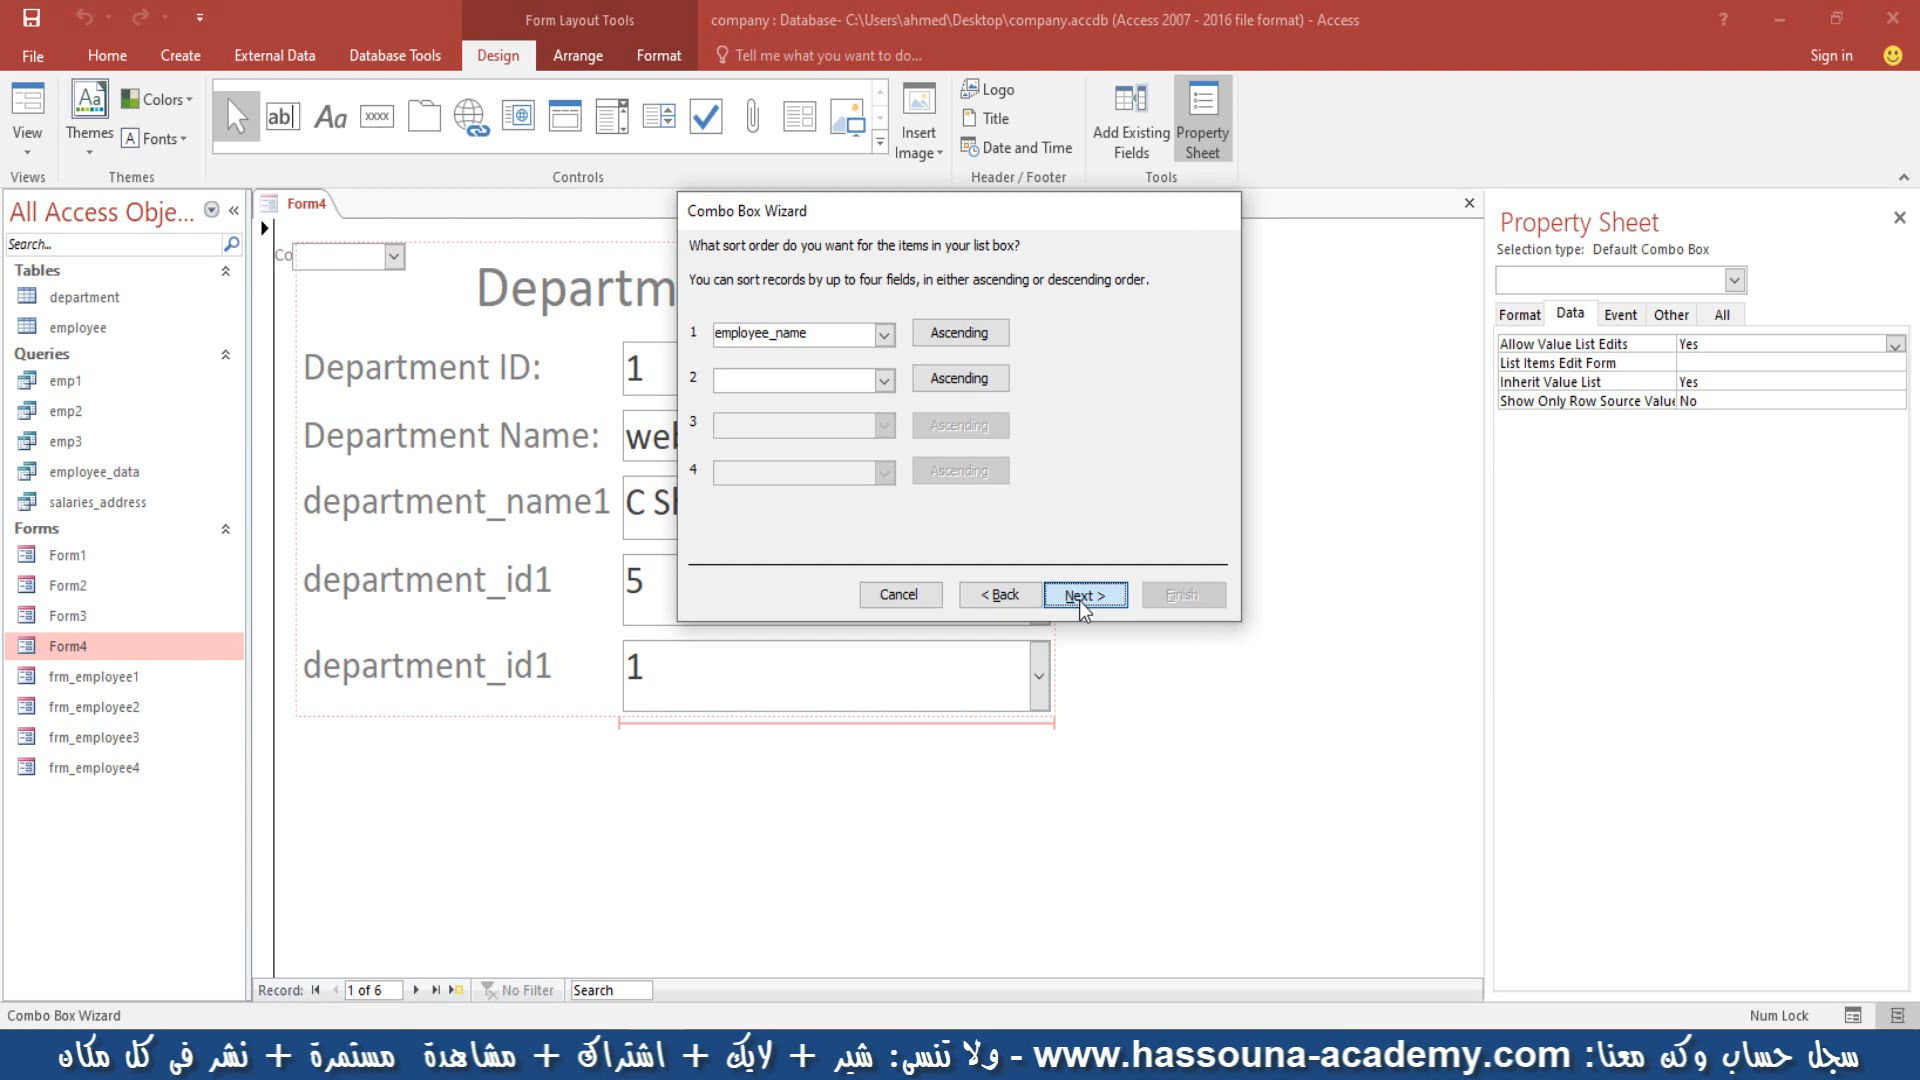 Form Layout Tools
company : Database- C:\Users\ahmed\Desktop\company.accdb (Access 2007 - 2016 file format) - Access
?
File
Home
Create
External Data
Database Tools
Design
Arrange
Format
Tell me what you want to do...
Sign in
View
Views
Themes
Colors
Fonts
Themes
ab
Aa
xxxx
Controls
Insert
Image
Logo
Title
Date and Time
Header / Footer
Add Existing
Fields
Property
Sheet
Tools
All Access Obje...
Search...
Tables
department
employee
Queries
emp1
emp2
emp3
employee_data
salaries_address
Forms
Form1
Form2
Form3
Form4
frm_employee1
frm_employee2
frm_employee3
frm_employee4
Form4
Co
Departm
Department ID:
1
Department Name:
web
department_name1
C Sh
department_id1
5
department_id1
1
Combo Box Wizard
What sort order do you want for the items in your list box?
You can sort records by up to four fields, in either ascending or descending order.
1 employee_name Ascending
2 Ascending
3 Ascending
4 Ascending
Cancel
< Back
Next >
Finish
Property Sheet
Selection type: Default Combo Box
Format
Data
Event
Other
All
Allow Value List Edits Yes
List Items Edit Form
Inherit Value List Yes
Show Only Row Source Value No
Record: 1 of 6 No Filter Search
Combo Box Wizard
Num Lock
سجل حساب وكن معنا: www.hassouna-academy.com - ولا تنسى: شير + لايك + اشتراك + مشاهدة مستمرة + نشر فى كل مكان